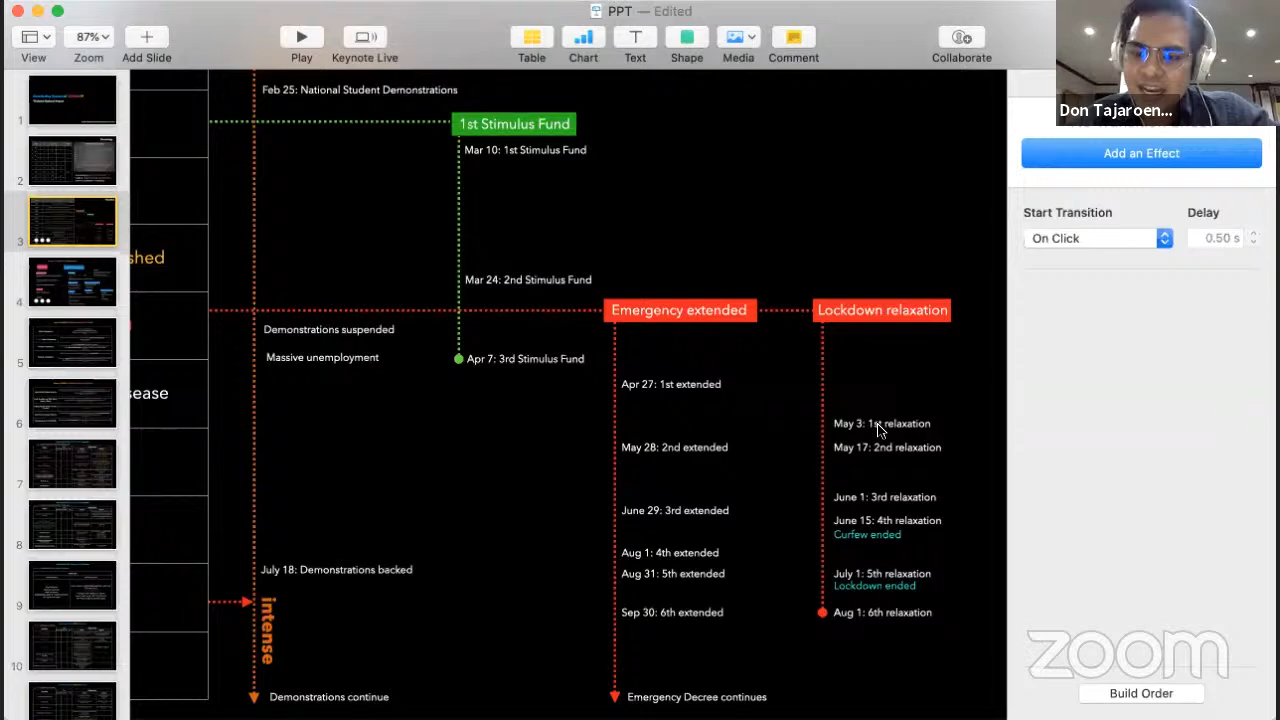 PPT — Edited
87%
View
Zoom
Add Slide
Play
Keynote Live
Table
Chart
Text
Shape
Media
Comment
Collaborate
Don Tajaroen...
Add an Effect
Start Transition
Delay
On Click
0.50 s
Build Order
zoom
1
2
3
4
5
6
7
8
9
10
shed
sease
Feb 25: National Student Demonstrations
1st Stimulus Fund
Mar 10: 1st Stimulus Fund
Mar 24: 2nd Stimulus Fund
Emergency extended
Lockdown relaxation
Demonstrations suspended
Massive unemployment
Apr 7: 3rd Stimulus Fund
Apr 27: 1st extended
May 3: 1st relaxation
May 28: 2nd extended
May 17: 2nd relaxation
June 1: 3rd relaxation
June 29: 3rd extended
June 15: 4th relaxation
Curfew ended
Aug 1: 4th extended
July 18: Demonstrations backed
Aug 31: 5th extended
July 1: 5th relaxation
Lockdown ended
intense
Sep 30: 6th extended
Aug 1: 6th relaxation
Demonstrations continue
Emergency Decree continues